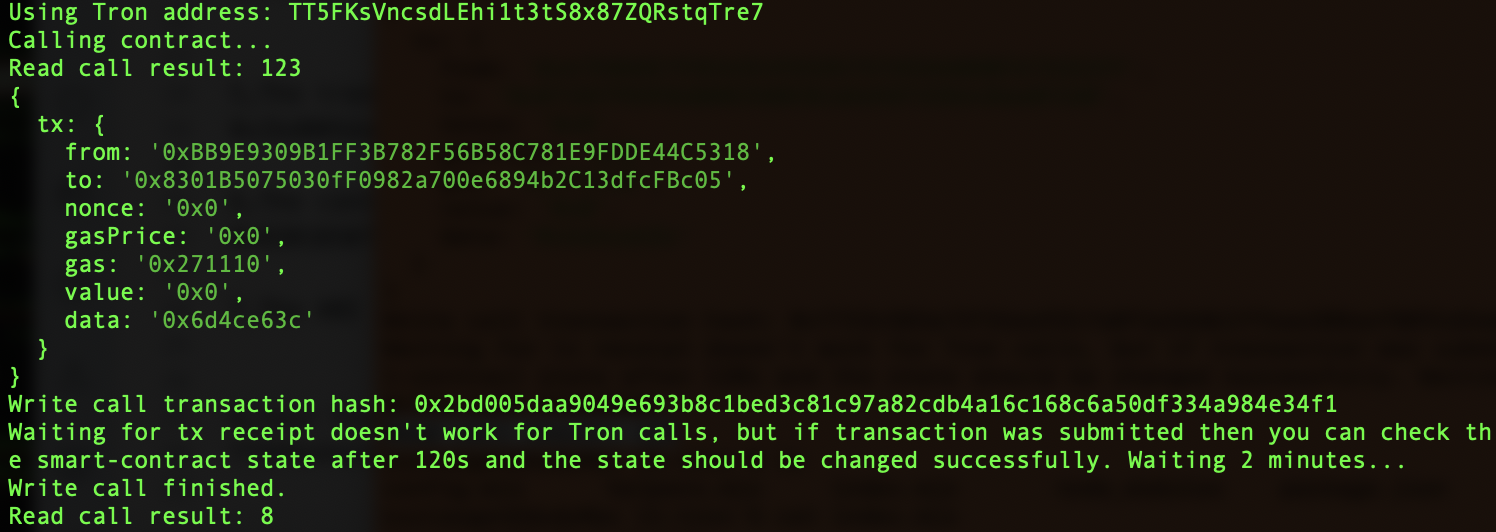 Using Tron address: TT5FKsVncsdLEhi1t3tS8x87ZQRstqTre7
Calling contract...
Read call result: 123
{
  tx: {
    from: '0xBB9E9309B1FF3B782F56B58C781E9FDDE44C5318',
    to: '0x8301B5075030fF0982a700e6894b2C13dfcFBc05',
    nonce: '0x0',
    gasPrice: '0x0',
    gas: '0x271110',
    value: '0x0',
    data: '0x6d4ce63c'
  }
}
Write call transaction hash: 0x2bd005daa9049e693b8c1bed3c81c97a82cdb4a16c168c6a50df334a984e34f1
Waiting for tx receipt doesn't work for Tron calls, but if transaction was submitted then you can check th
e smart-contract state after 120s and the state should be changed successfully. Waiting 2 minutes...
Write call finished.
Read call result: 8